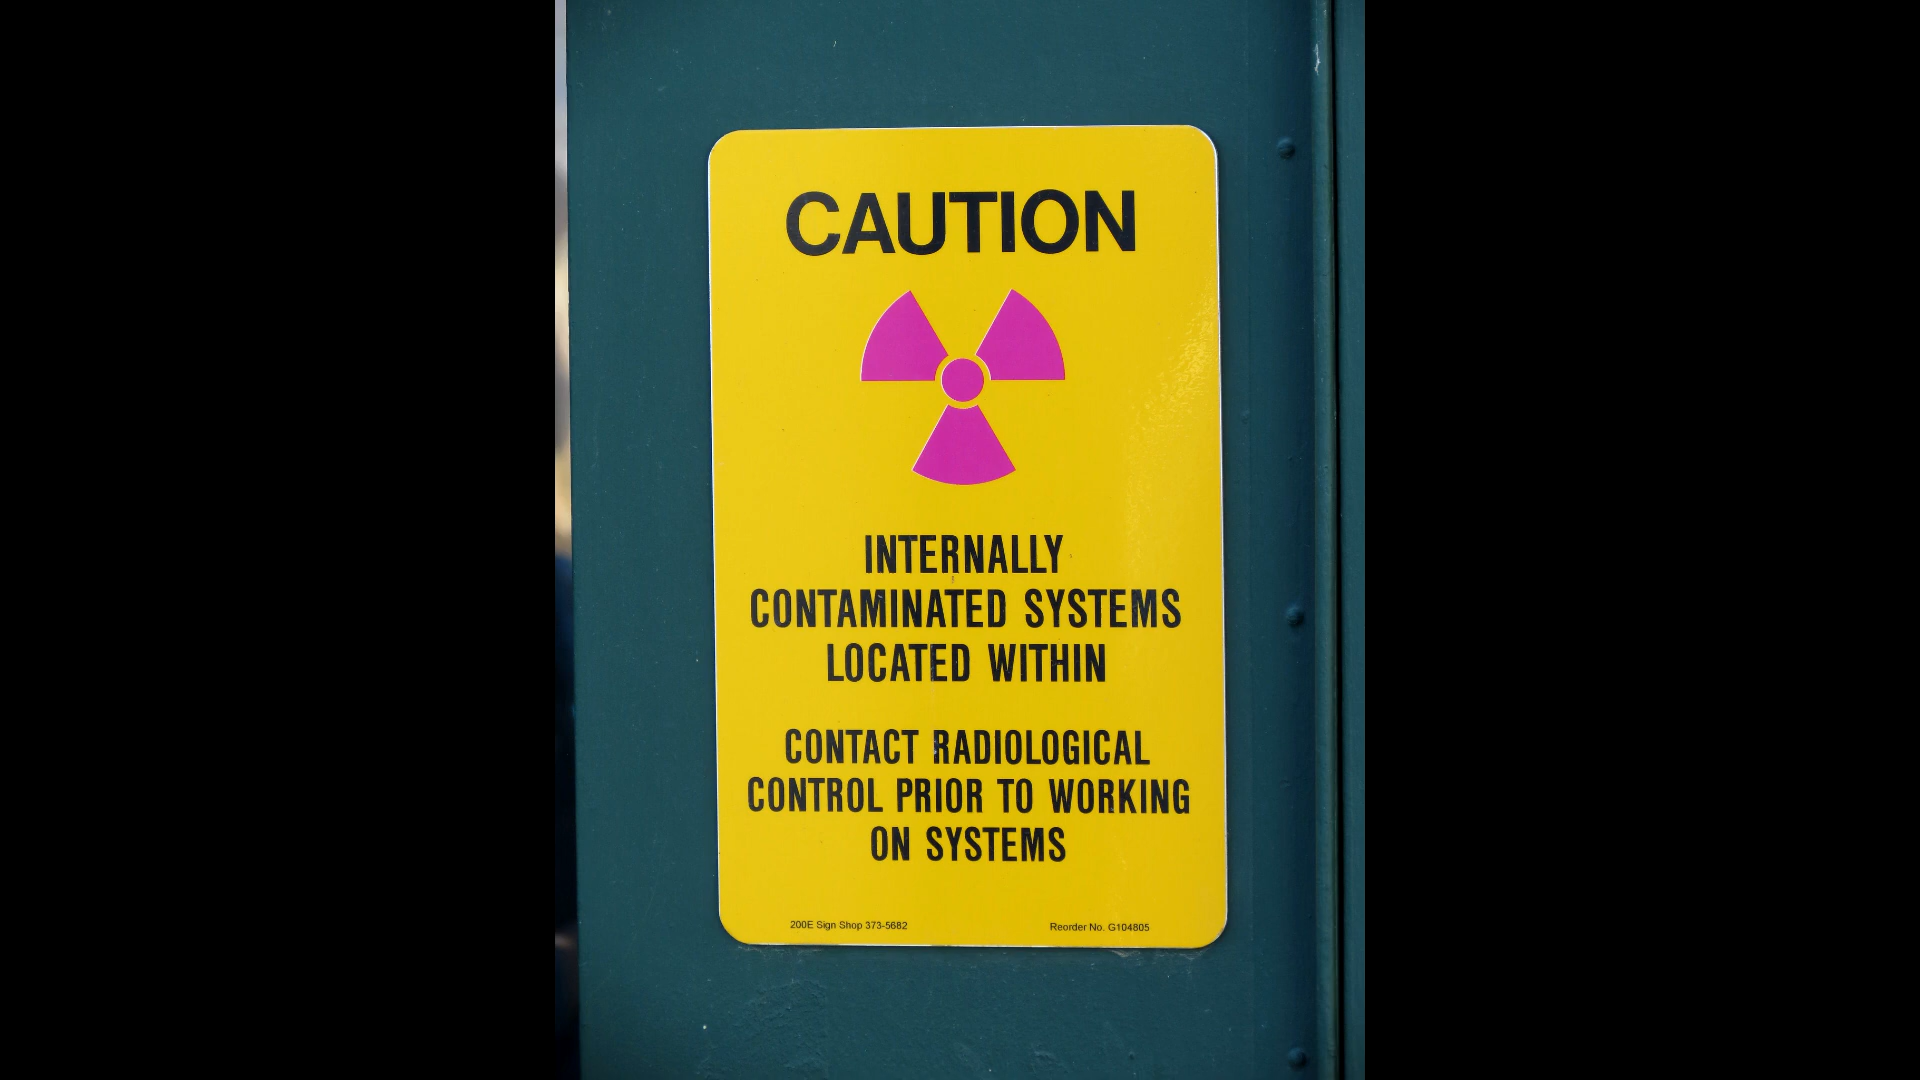 CAUTION
INTERNALLY
CONTAMINATED SYSTEMS
LOCATED WITHIN
CONTACT RADIOLOGICAL
CONTROL PRIOR TO WORKING
ON SYSTEMS
200E Sign Shop 373-5682
Reorder No. G104805